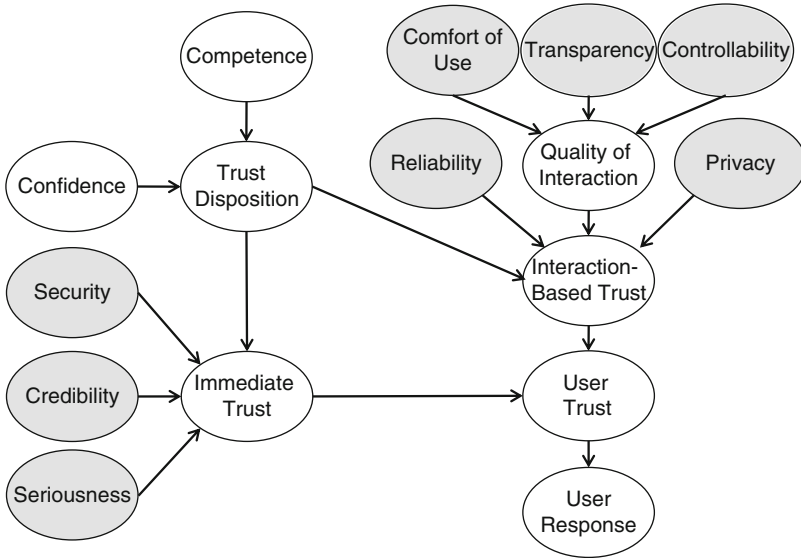 Competence
Comfort of
Use
Transparency
Controllability
Confidence
Trust
Disposition
Reliability
Quality of
Interaction
Privacy
Security
Interaction-
Based Trust
Credibility
Immediate
Trust
User
Trust
Seriousness
User
Response